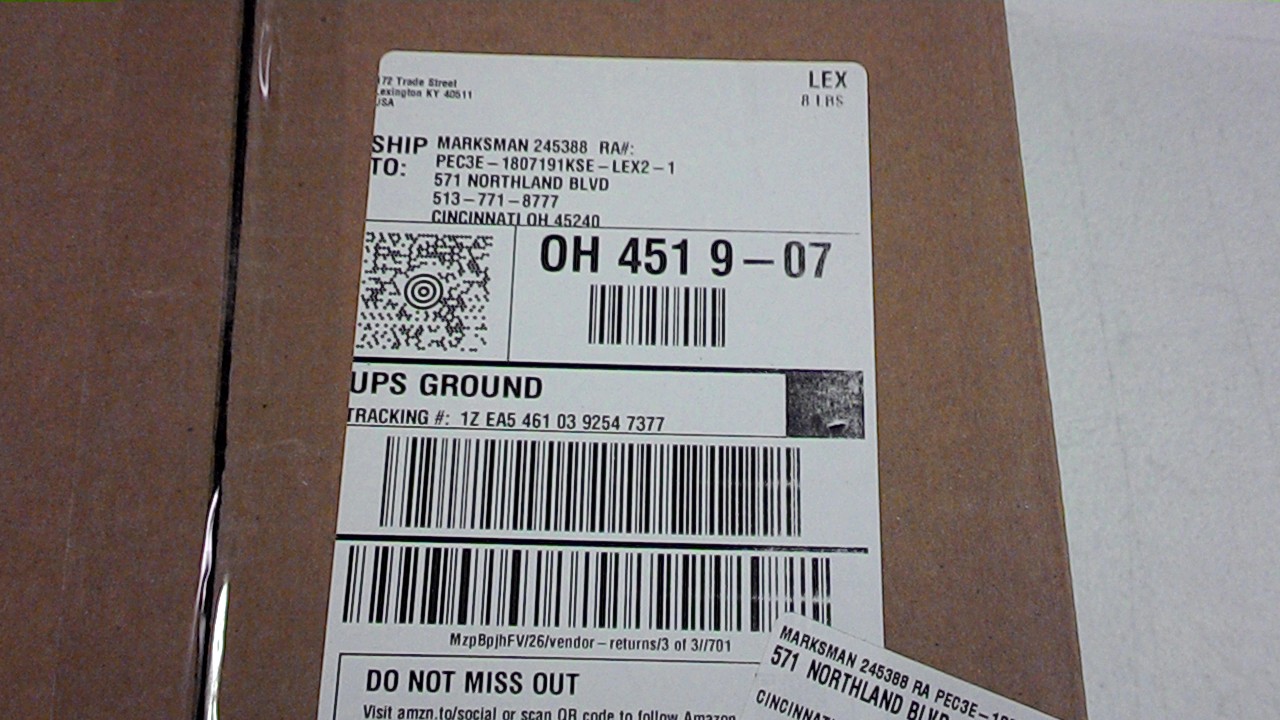 172 Trade Street
Lexington KY 40511
USA
LEX
8 LBS
SHIP TO:
MARKSMAN 245388 RA#:
PEC3E-1807191KSE-LEX2-1
571 NORTHLAND BLVD
513-771-8777
CINCINNATI OH 45240
OH 451 9-07
UPS GROUND
TRACKING #: 1Z EA5 461 03 9254 7377
MzpBpjhFV/26/vendor-returns/3 of 3//701
DO NOT MISS OUT
Visit amzn.to/social or scan QR code to follow Amazon
MARKSMAN 245388 RA PEC3E-18
571 NORTHLAND BLVD
CINCINNATI